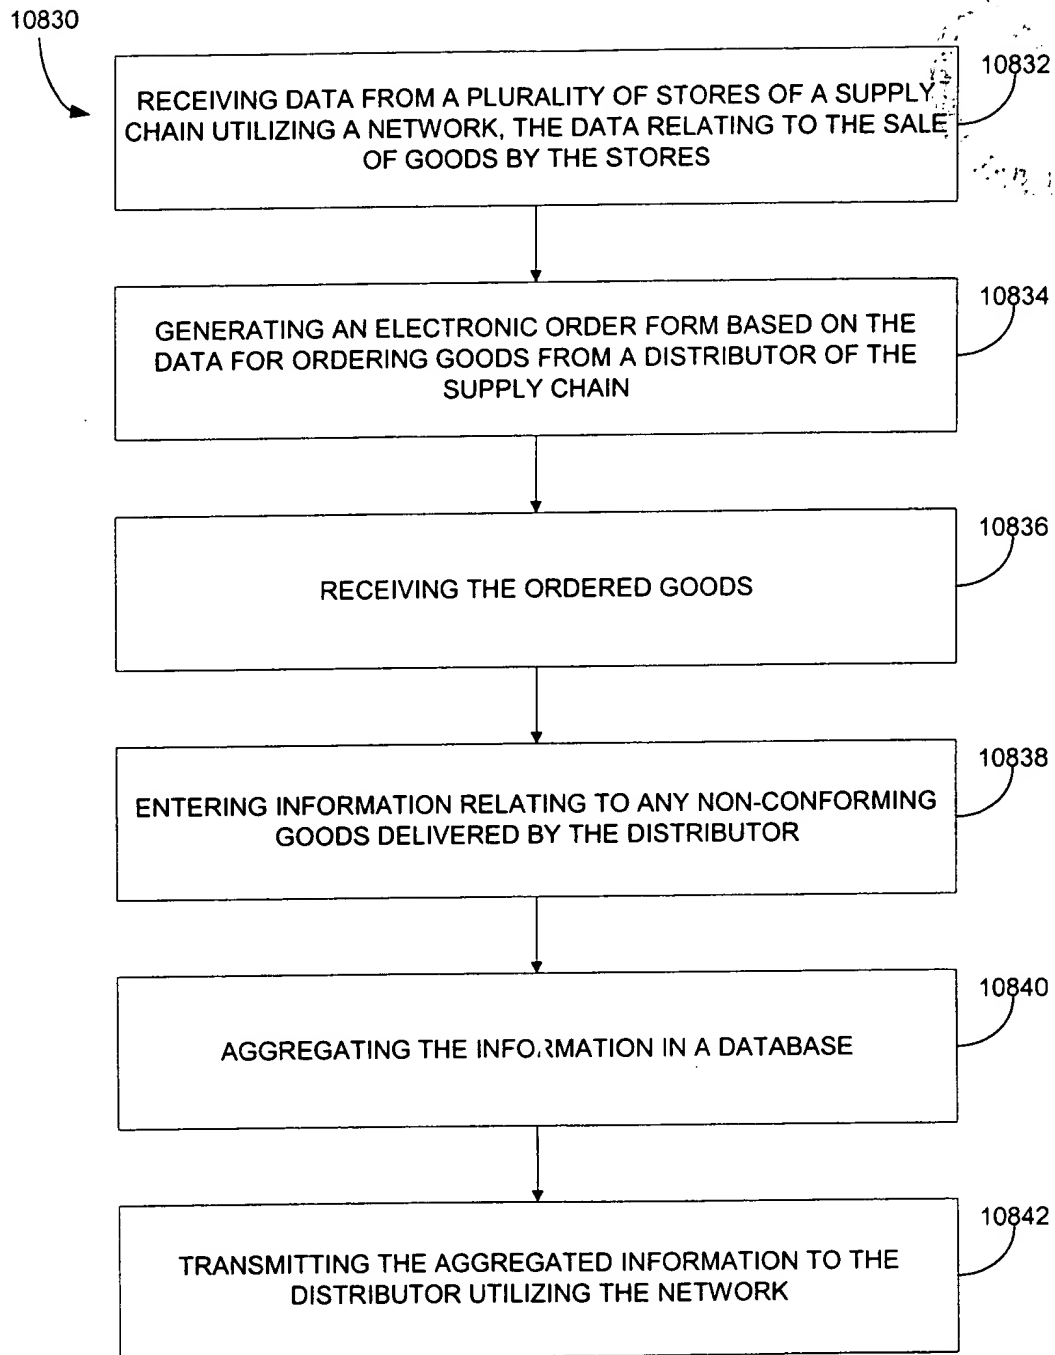 10830
10832
RECEIVING DATA FROM A PLURALITY OF STORES OF A SUPPLY
CHAIN UTILIZING A NETWORK, THE DATA RELATING TO THE SALE
OF GOODS BY THE STORES
10834
GENERATING AN ELECTRONIC ORDER FORM BASED ON THE
DATA FOR ORDERING GOODS FROM A DISTRIBUTOR OF THE
SUPPLY CHAIN
10836
RECEIVING THE ORDERED GOODS
10838
ENTERING INFORMATION RELATING TO ANY NON-CONFORMING
GOODS DELIVERED BY THE DISTRIBUTOR
10840
AGGREGATING THE INFORMATION IN A DATABASE
10842
TRANSMITTING THE AGGREGATED INFORMATION TO THE
DISTRIBUTOR UTILIZING THE NETWORK